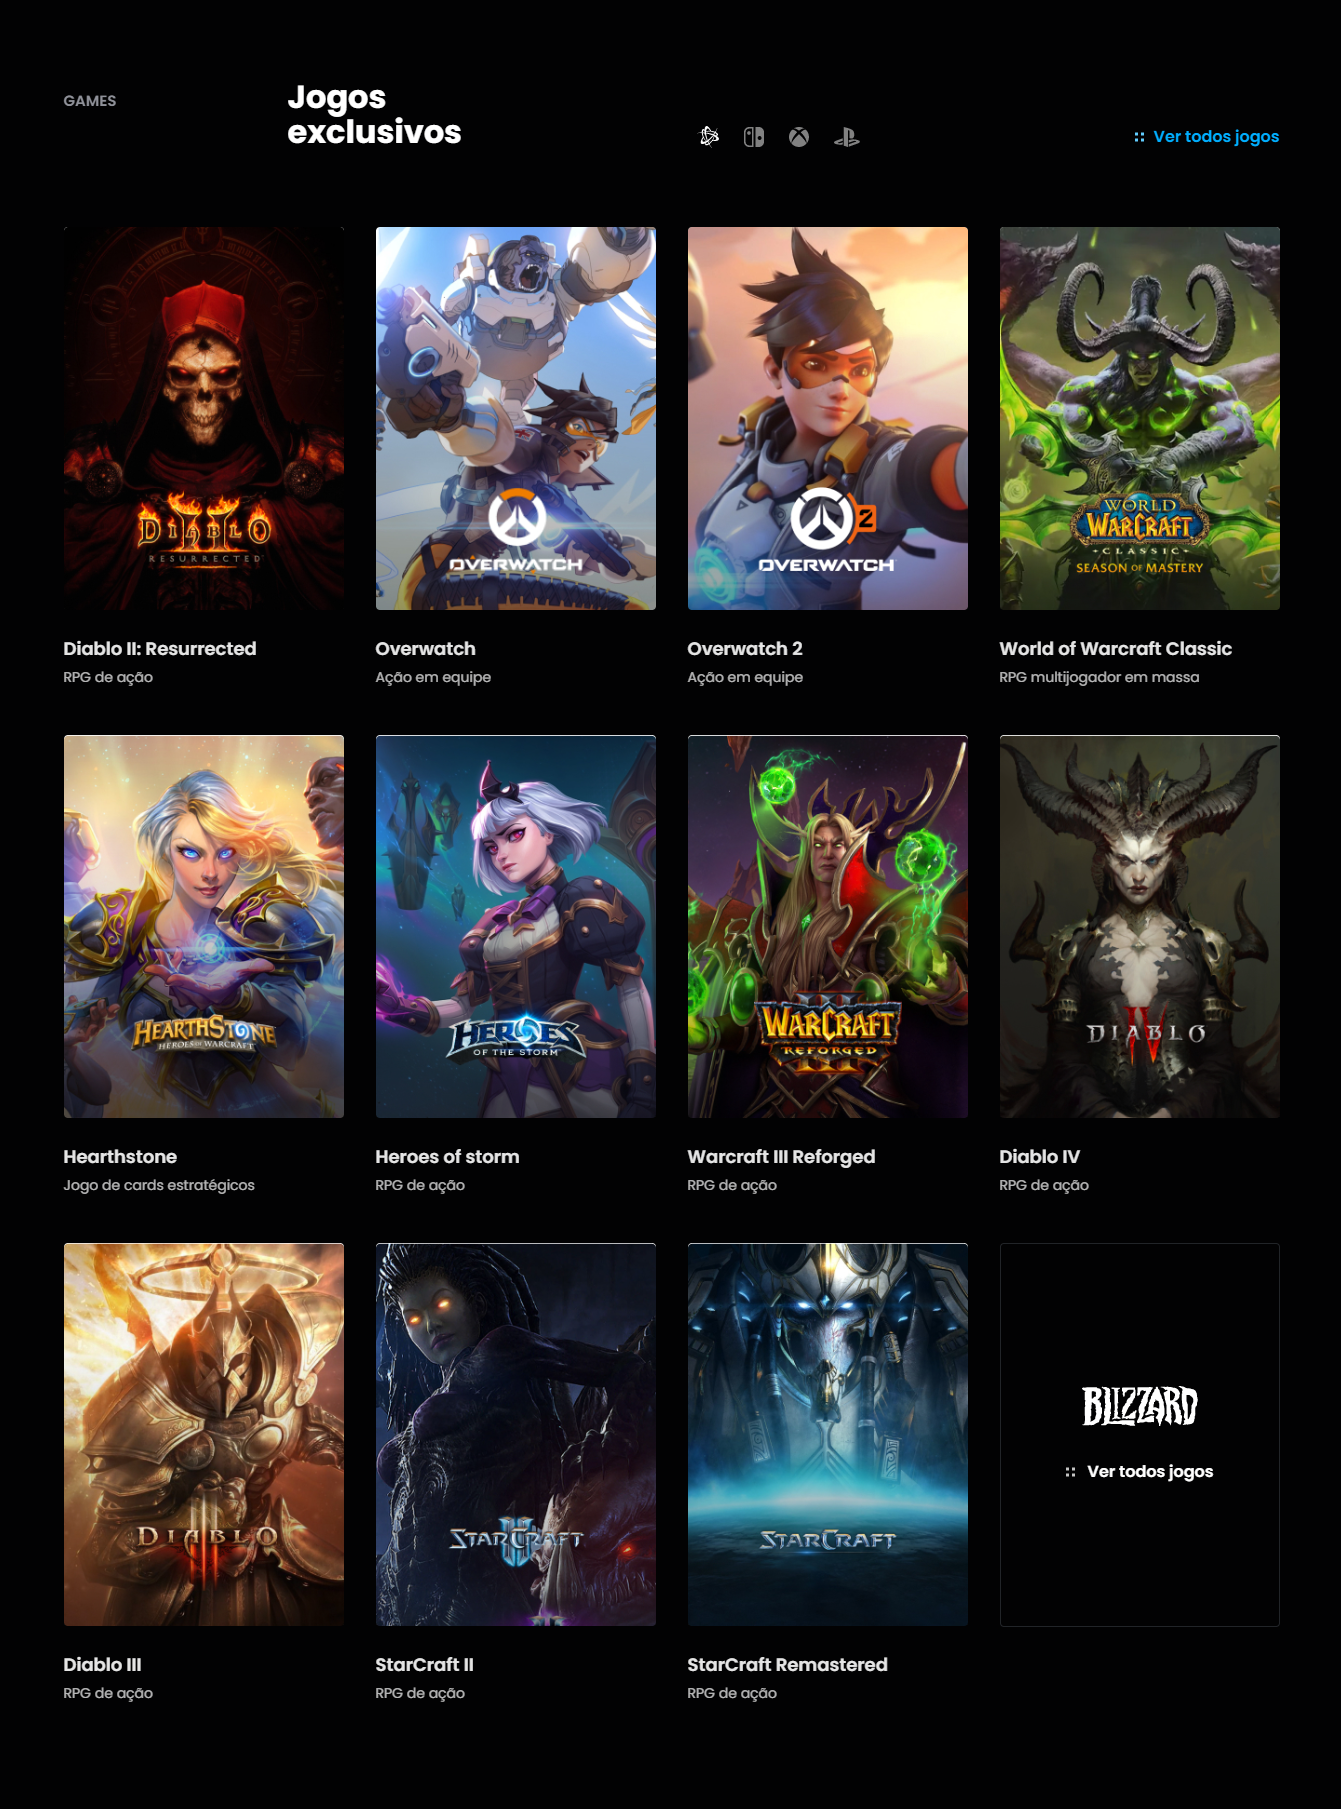 GAMES
Jogos
exclusivos
Ver todos jogos
DIABLO
II
RESURRECTED
OVERWATCH
2
OVERWATCH
WORLD
OF
WARCRAFT
CLASSIC
SEASON OF MASTERY
Diablo II: Resurrected
RPG de ação
Overwatch
Ação em equipe
Overwatch 2
Ação em equipe
World of Warcraft Classic
RPG multijogador em massa
HEARTHSTONE
HEROES OF WARCRAFT
HEROES
OF THE STORM
III
WARCRAFT
REFORGED
III
DIABLO
IV
Hearthstone
Jogo de cards estratégicos
Heroes of storm
RPG de ação
Warcraft III Reforged
RPG de ação
Diablo IV
RPG de ação
DIABLO
III
STARCRAFT
II
STARCRAFT
BLIZZARD
Ver todos jogos
Diablo III
RPG de ação
StarCraft II
RPG de ação
StarCraft Remastered
RPG de ação